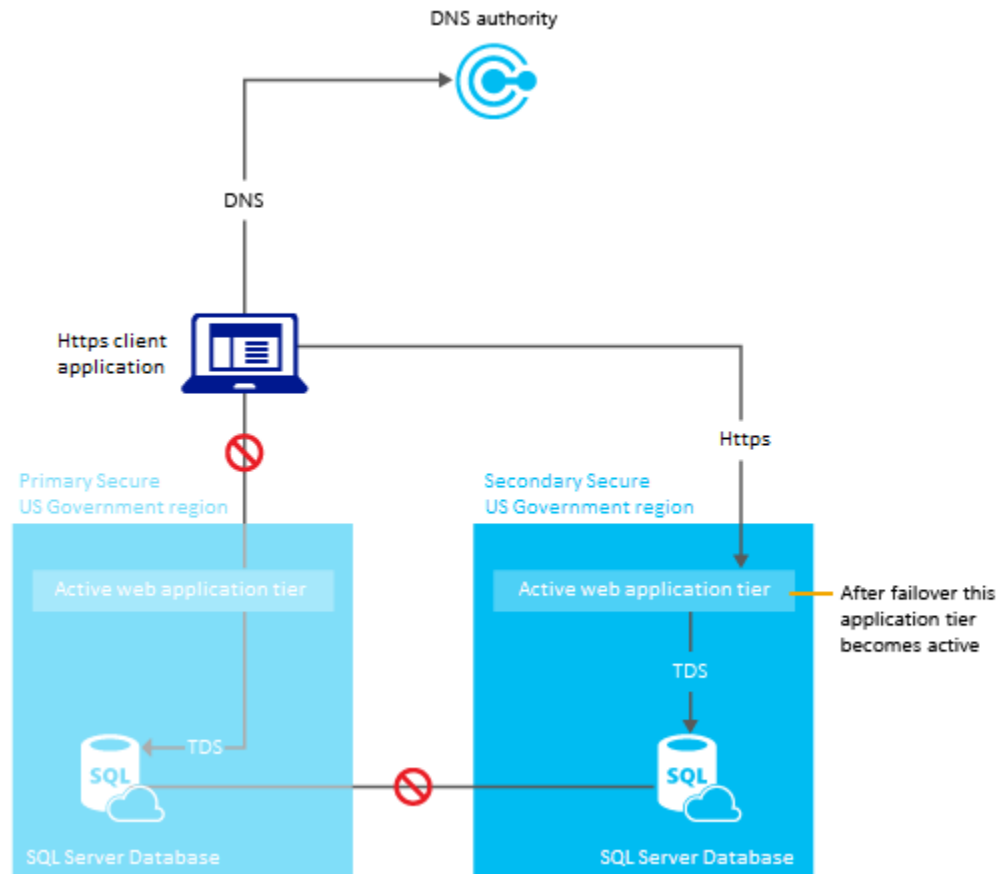 DNS authority
DNS
Https client
application
Https
Primary Secure
US Government region
Secondary Secure
US Government region
Active web application tier
Active web application tier
After failover this
application tier
becomes active
TDS
TDS
SQL
SQL
SQL Server Database
SQL Server Database